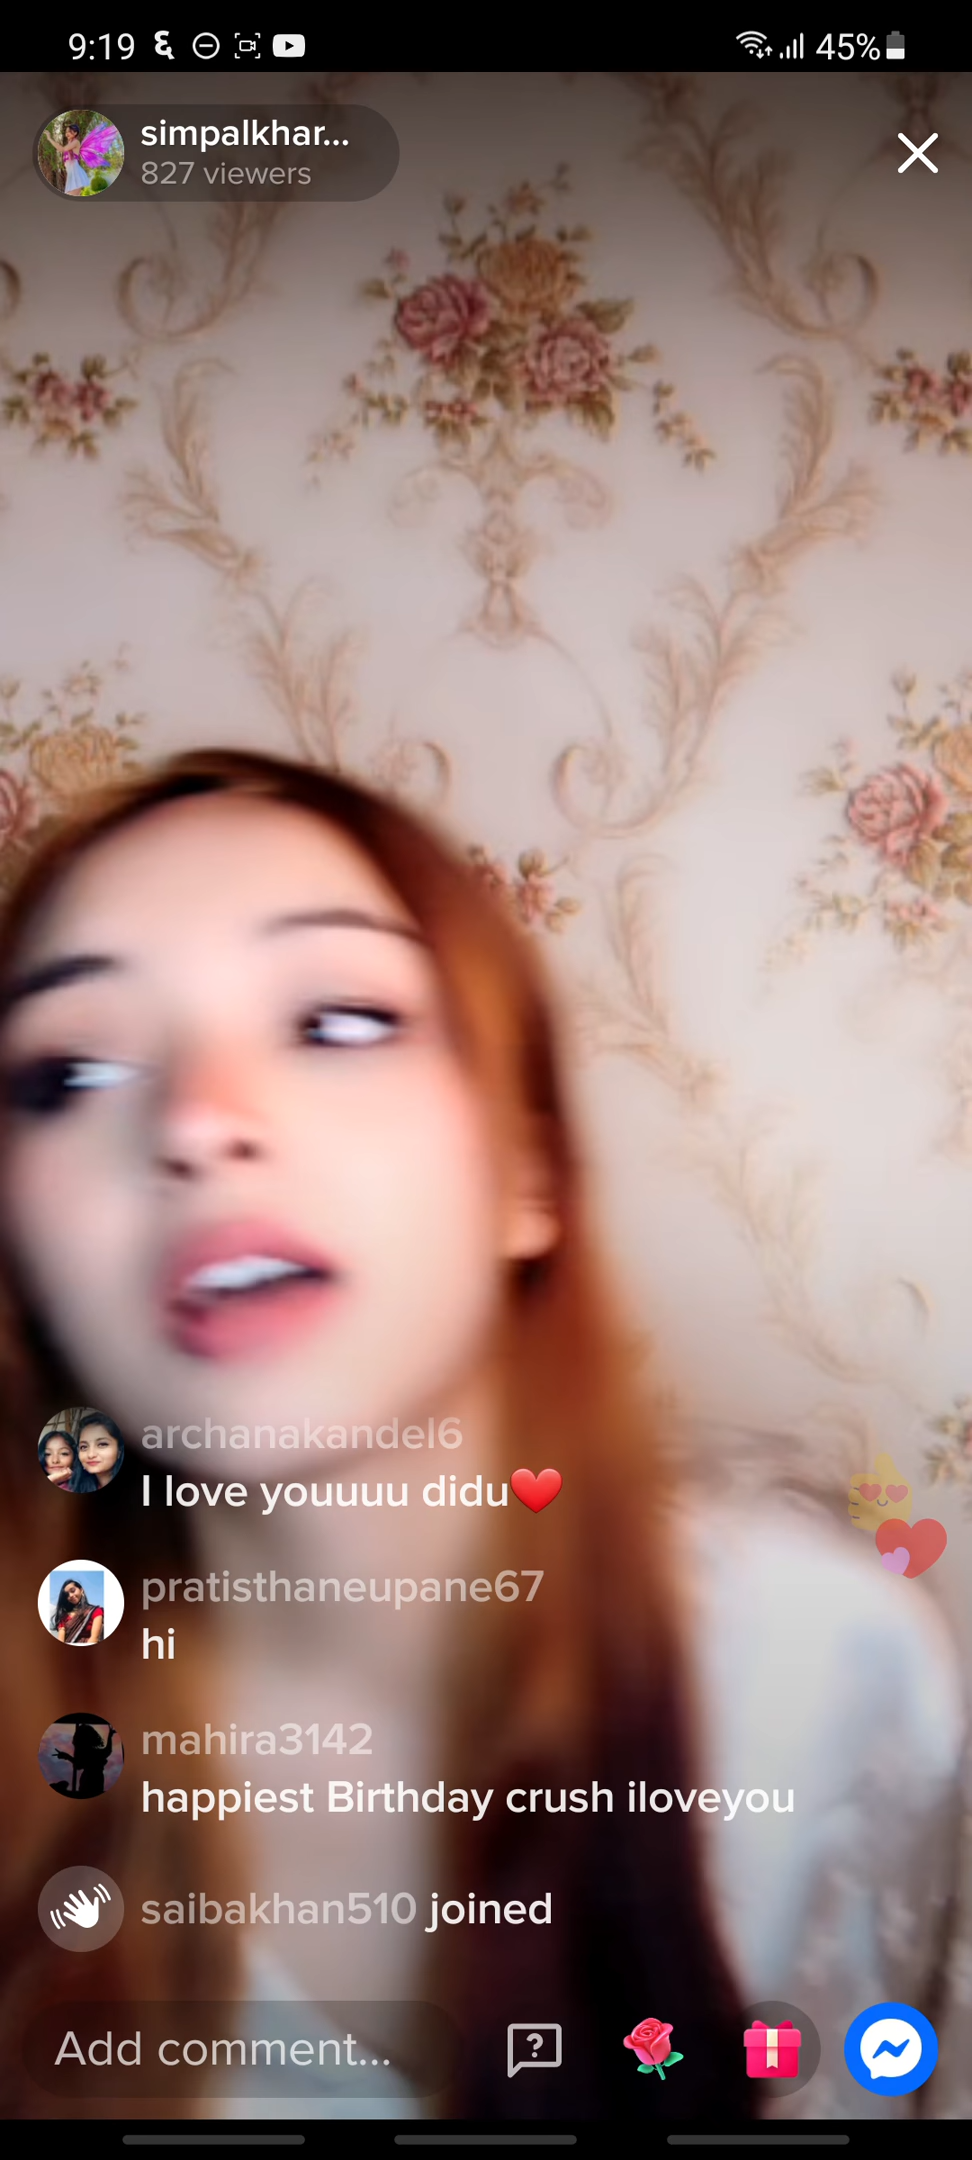 9:19
45%
simpalkhar...
827 viewers
archanakandel6
I love youuuu didu❤️
pratisthaneupane67
hi
mahira3142
happiest Birthday crush iloveyou
saibakhan510 joined
Add comment...